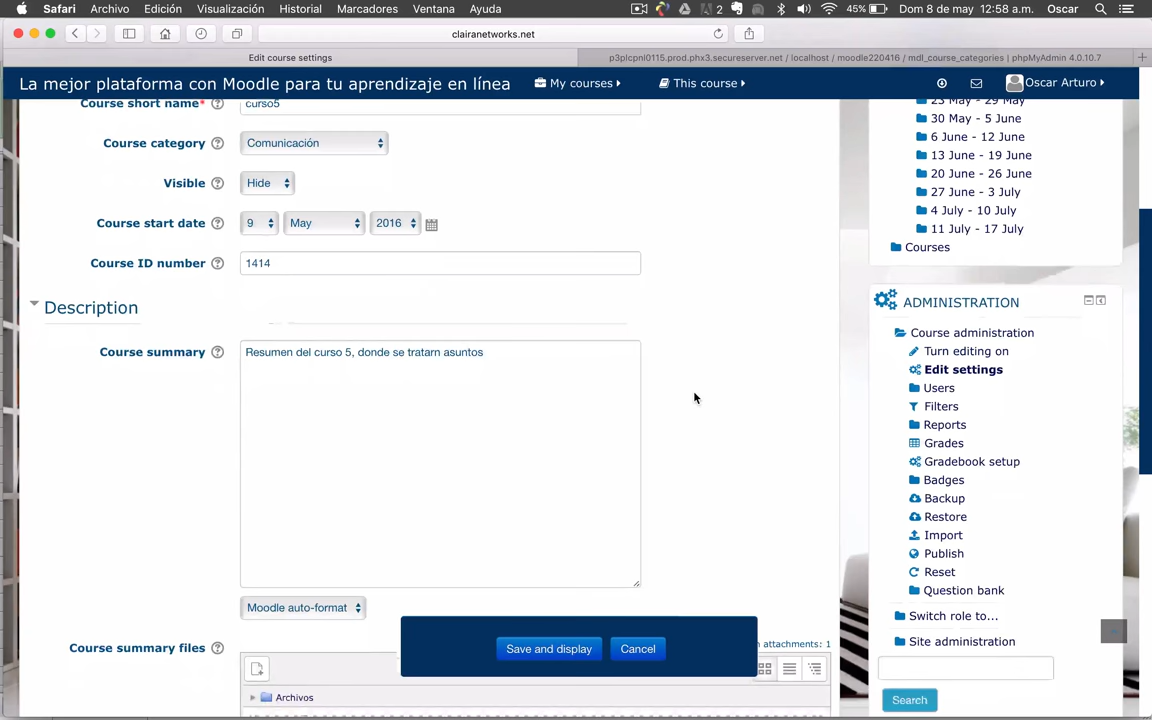 Safari Archivo Edición Visualización Historial Marcadores Ventana Ayuda 2 45% Dom 8 de may 12:58 a.m. Oscar
clairanetworks.net
Edit course settings p3plcpnl0115.prod.phx3.secureserver.net / localhost / moodle220416 / mdl_course_categories | phpMyAdmin 4.0.10.7
La mejor plataforma con Moodle para tu aprendizaje en línea My courses This course Oscar Arturo
Course short name* curso5
Course category Comunicación
Visible Hide
Course start date 9 May 2016
Course ID number 1414
Description
Course summary Resumen del curso 5, donde se tratarn asuntos
Moodle auto-format
Course summary files
attachments: 1
Archivos
Save and display Cancel
23 May - 29 May
30 May - 5 June
6 June - 12 June
13 June - 19 June
20 June - 26 June
27 June - 3 July
4 July - 10 July
11 July - 17 July
Courses
ADMINISTRATION
Course administration
Turn editing on
Edit settings
Users
Filters
Reports
Grades
Gradebook setup
Badges
Backup
Restore
Import
Publish
Reset
Question bank
Switch role to...
Site administration
Search